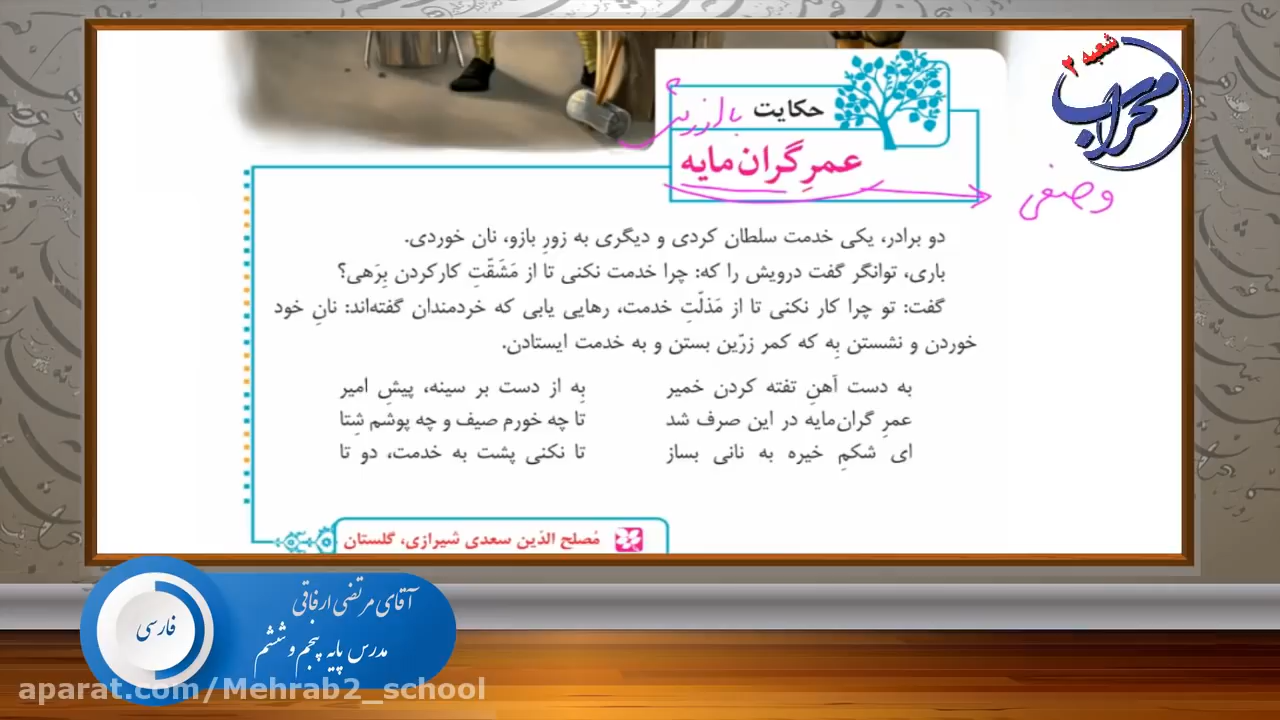 شعبه ۲
محراب
حکایت
با ارزش
عمرِ گران‌مایه
وصفی
دو برادر، یکی خدمت سلطان کردی و دیگری به زورِ بازو، نان خوردی.
باری، توانگر گفت درویش را که: چرا خدمت نکنی تا از مَشَقّتِ کارکردن بِرَهی؟
گفت: تو چرا کار نکنی تا از مَذلّتِ خدمت، رهایی یابی که خردمندان گفته‌اند: نانِ خود
خوردن و نشستن بِه که کمر زرّین بستن و به خدمت ایستادن.
به دست آهنِ تفته کردن خمیر بِه از دست بر سینه، پیشِ امیر
عمرِ گران‌مایه در این صرف شد تا چه خورم صیف و چه پوشم شِتا
ای شکمِ خیره به نانی بساز تا نکنی پشت به خدمت، دو تا
مُصلح الدّین سعدی شیرازی، گلستان
آقای مرتضی ارفاقی
فارسی
مدرس پایه پنجم و ششم
aparat.com/Mehrab2_school